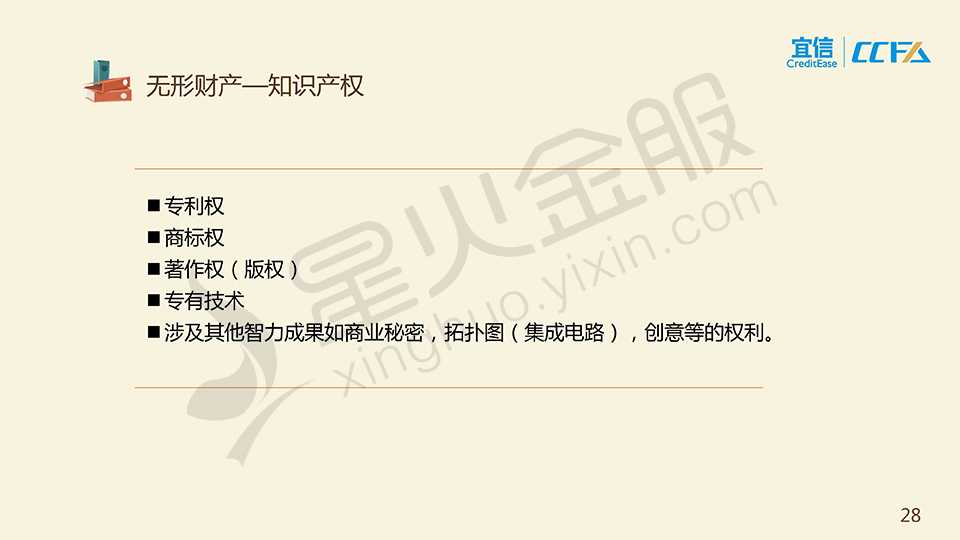 宜信
CreditEase
CCFA
无形财产—知识产权
■专利权
■商标权
■著作权（版权）
■专有技术
■涉及其他智力成果如商业秘密，拓扑图（集成电路），创意等的权利。
星火金服
xinghuo.yixin.com
28